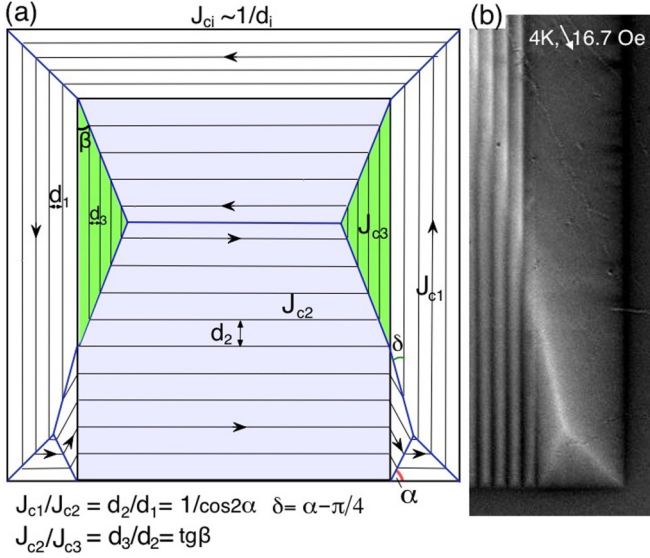 (a)
J_ci ~1/d_i
(b)
4K, 16.7 Oe
β
d_1
d_3
J_c3
J_c1
J_c2
d_2
δ
α
J_c1/J_c2 = d_2/d_1= 1/cos2α δ= α−π/4
J_c2/J_c3 = d_3/d_2= tgβ